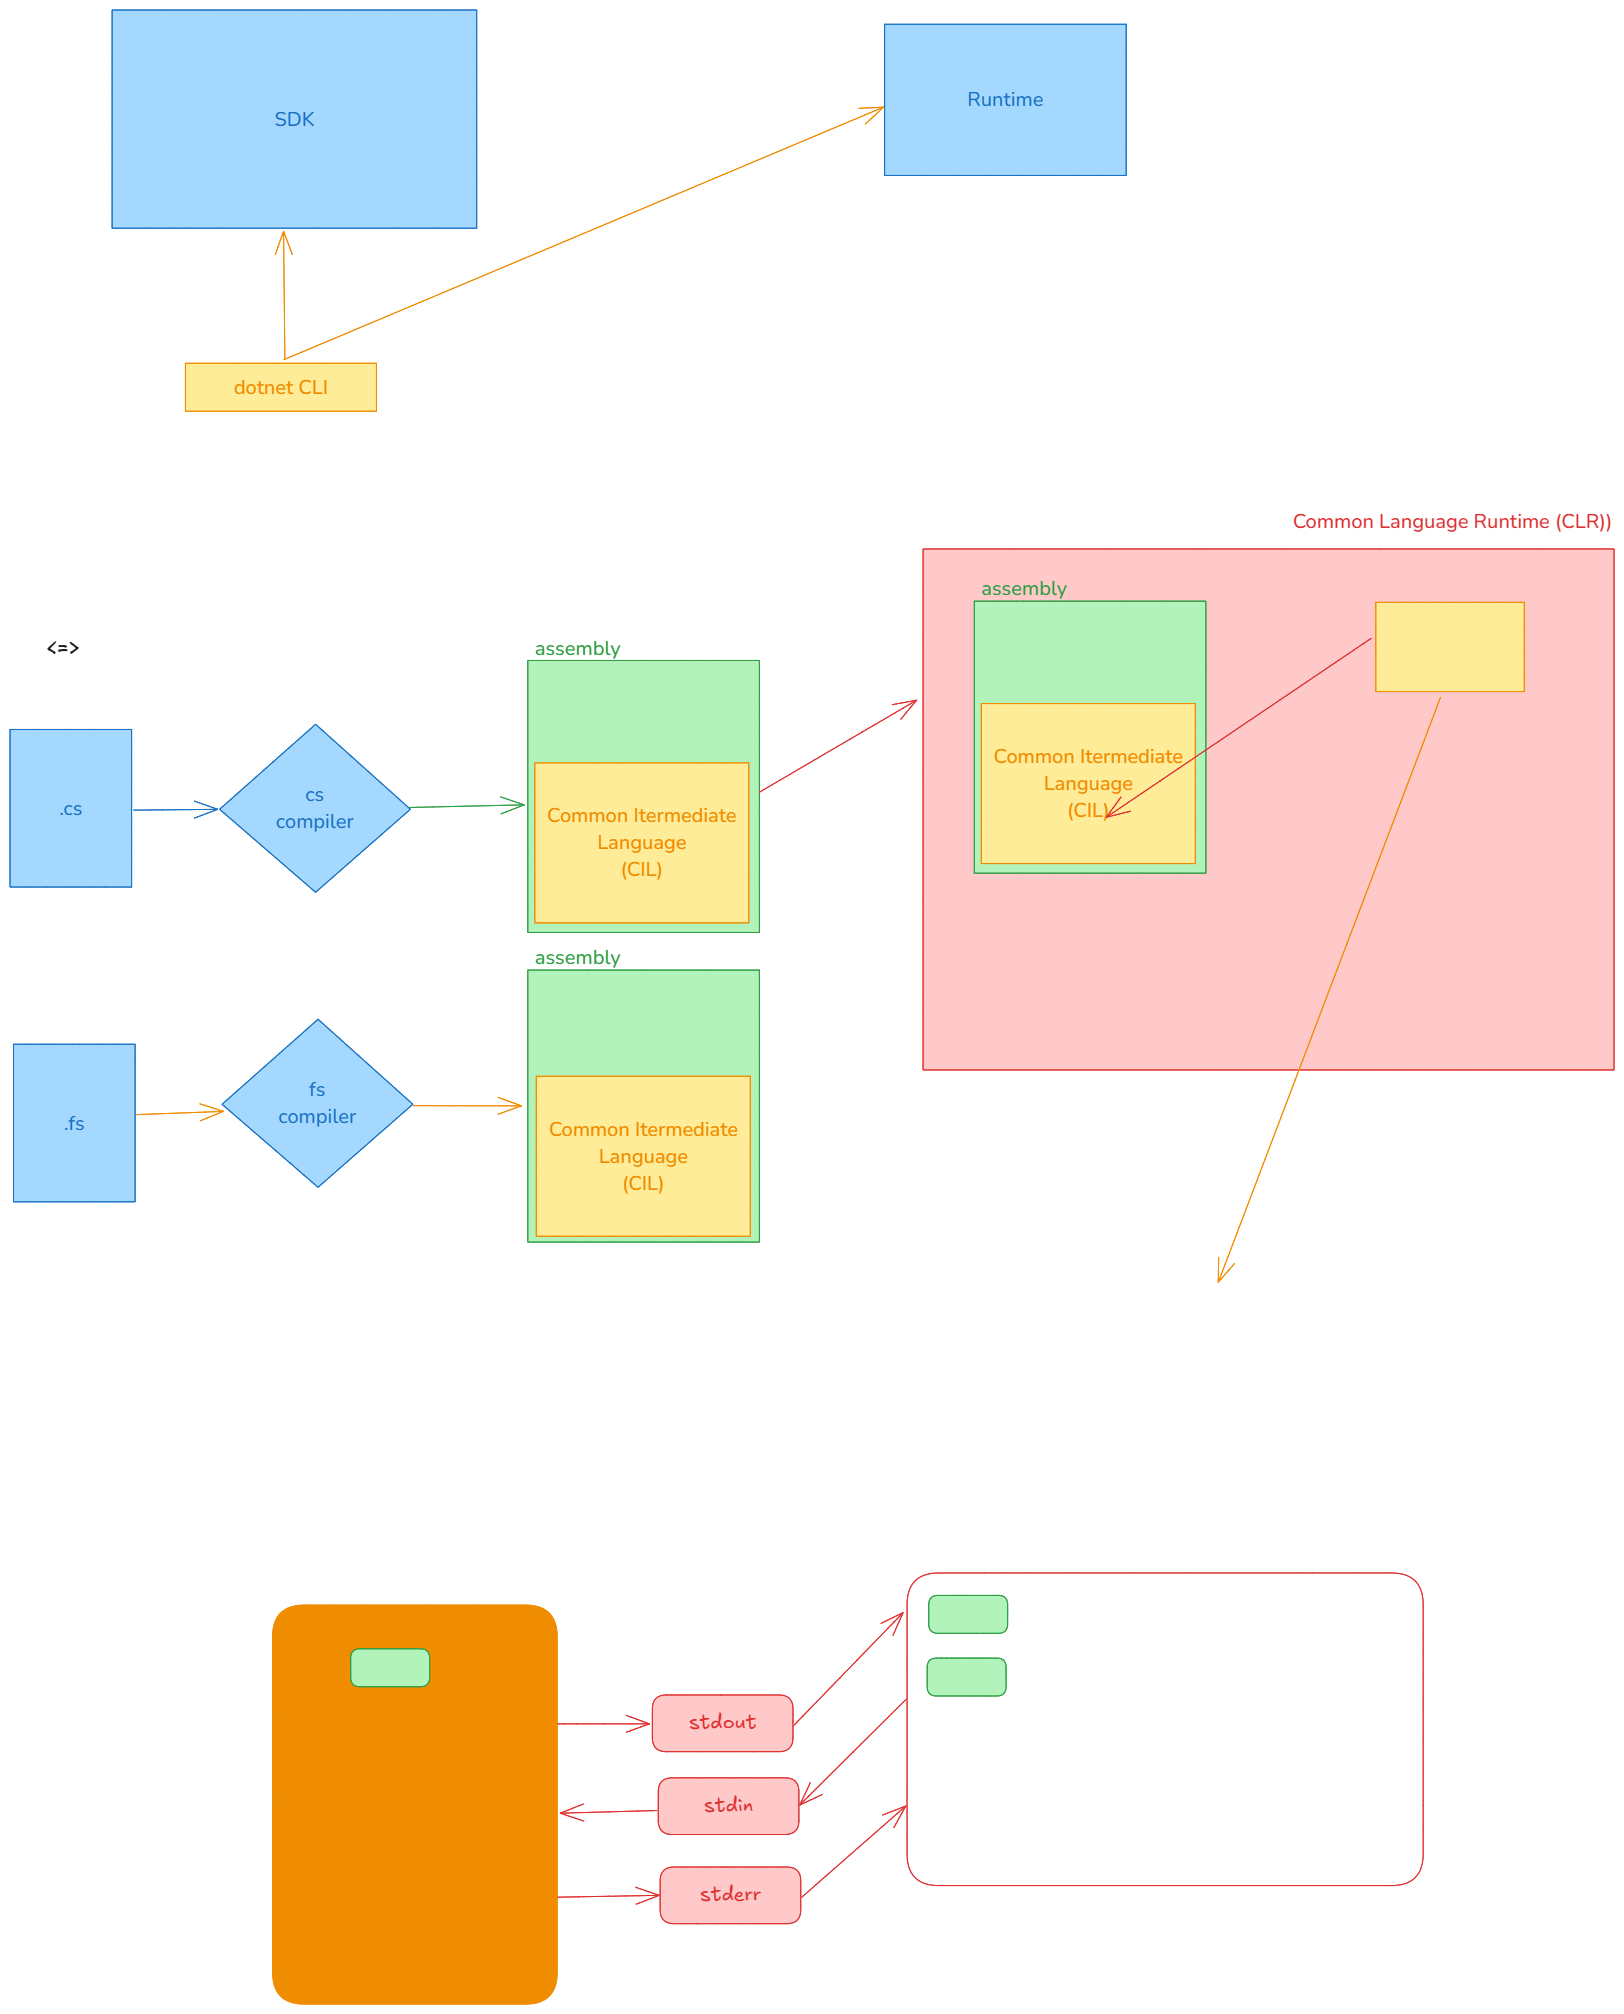 SDK
Runtime
dotnet CLI
Common Language Runtime (CLR))
assembly
<=>
assembly
.cs
cs
compiler
Common Itermediate
Language
(CIL)
Common Itermediate
Language
(CIL)
assembly
.fs
fs
compiler
Common Itermediate
Language
(CIL)
stdout
stdin
stderr